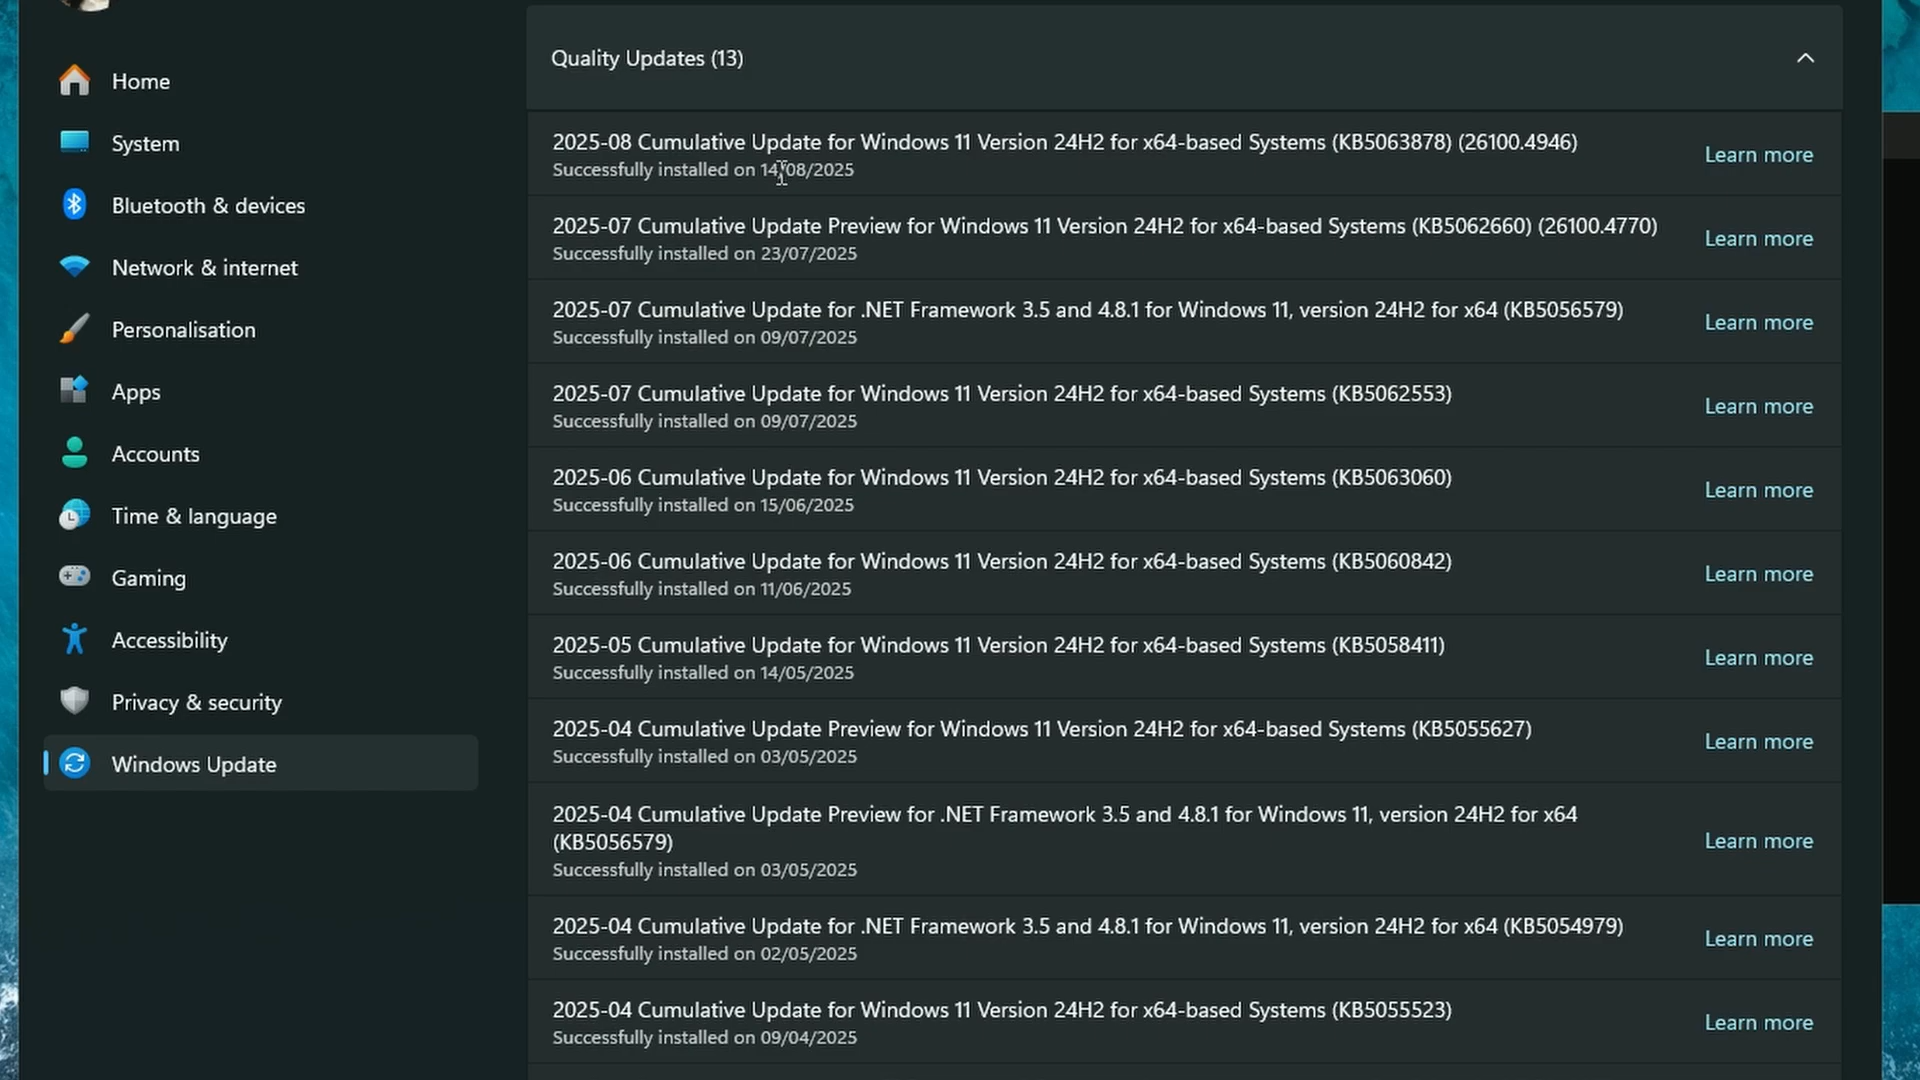 Home
System
Bluetooth & devices
Network & internet
Personalisation
Apps
Accounts
Time & language
Gaming
Accessibility
Privacy & security
Windows Update
Quality Updates (13)
2025-08 Cumulative Update for Windows 11 Version 24H2 for x64-based Systems (KB5063878) (26100.4946)
Successfully installed on 14/08/2025
Learn more
2025-07 Cumulative Update Preview for Windows 11 Version 24H2 for x64-based Systems (KB5062660) (26100.4770)
Successfully installed on 23/07/2025
Learn more
2025-07 Cumulative Update for .NET Framework 3.5 and 4.8.1 for Windows 11, version 24H2 for x64 (KB5056579)
Successfully installed on 09/07/2025
Learn more
2025-07 Cumulative Update for Windows 11 Version 24H2 for x64-based Systems (KB5062553)
Successfully installed on 09/07/2025
Learn more
2025-06 Cumulative Update for Windows 11 Version 24H2 for x64-based Systems (KB5063060)
Successfully installed on 15/06/2025
Learn more
2025-06 Cumulative Update for Windows 11 Version 24H2 for x64-based Systems (KB5060842)
Successfully installed on 11/06/2025
Learn more
2025-05 Cumulative Update for Windows 11 Version 24H2 for x64-based Systems (KB5058411)
Successfully installed on 14/05/2025
Learn more
2025-04 Cumulative Update Preview for Windows 11 Version 24H2 for x64-based Systems (KB5055627)
Successfully installed on 03/05/2025
Learn more
2025-04 Cumulative Update Preview for .NET Framework 3.5 and 4.8.1 for Windows 11, version 24H2 for x64
(KB5056579)
Successfully installed on 03/05/2025
Learn more
2025-04 Cumulative Update for .NET Framework 3.5 and 4.8.1 for Windows 11, version 24H2 for x64 (KB5054979)
Successfully installed on 02/05/2025
Learn more
2025-04 Cumulative Update for Windows 11 Version 24H2 for x64-based Systems (KB5055523)
Successfully installed on 09/04/2025
Learn more